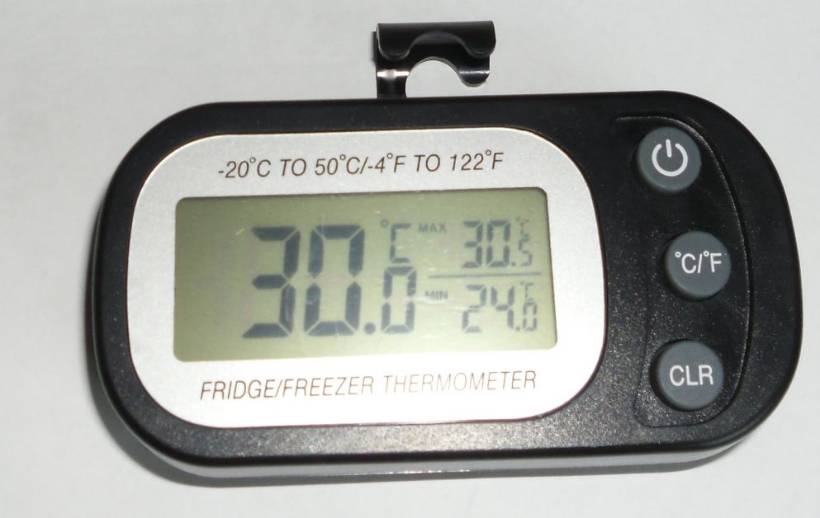 -20°C TO 50°C/-4°F TO 122°F
30.0 °C
MAX 30.5 °C
MIN 24.0 °C
FRIDGE/FREEZER THERMOMETER
°C/°F
CLR